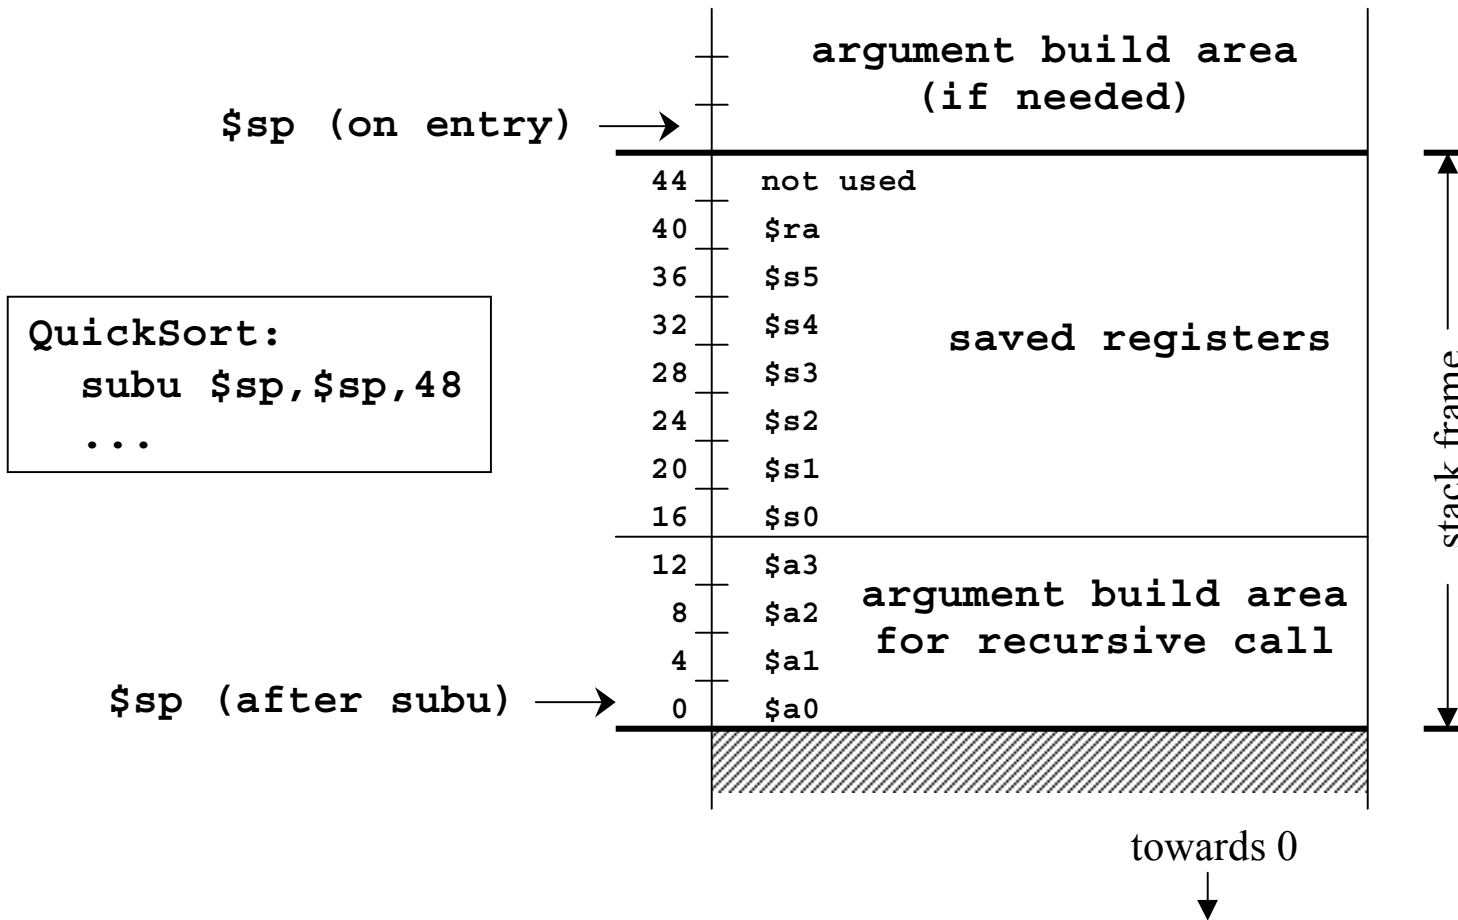 argument build area
(if needed)
$sp (on entry)
44 not used
40 $ra
36 $s5
32 $s4
saved registers
28 $s3
24 $s2
20 $s1
16 $s0
QuickSort:
subu $sp,$sp,48
...
12 $a3
8 $a2
4 $a1
0 $a0
argument build area
for recursive call
$sp (after subu)
stack frame
towards 0